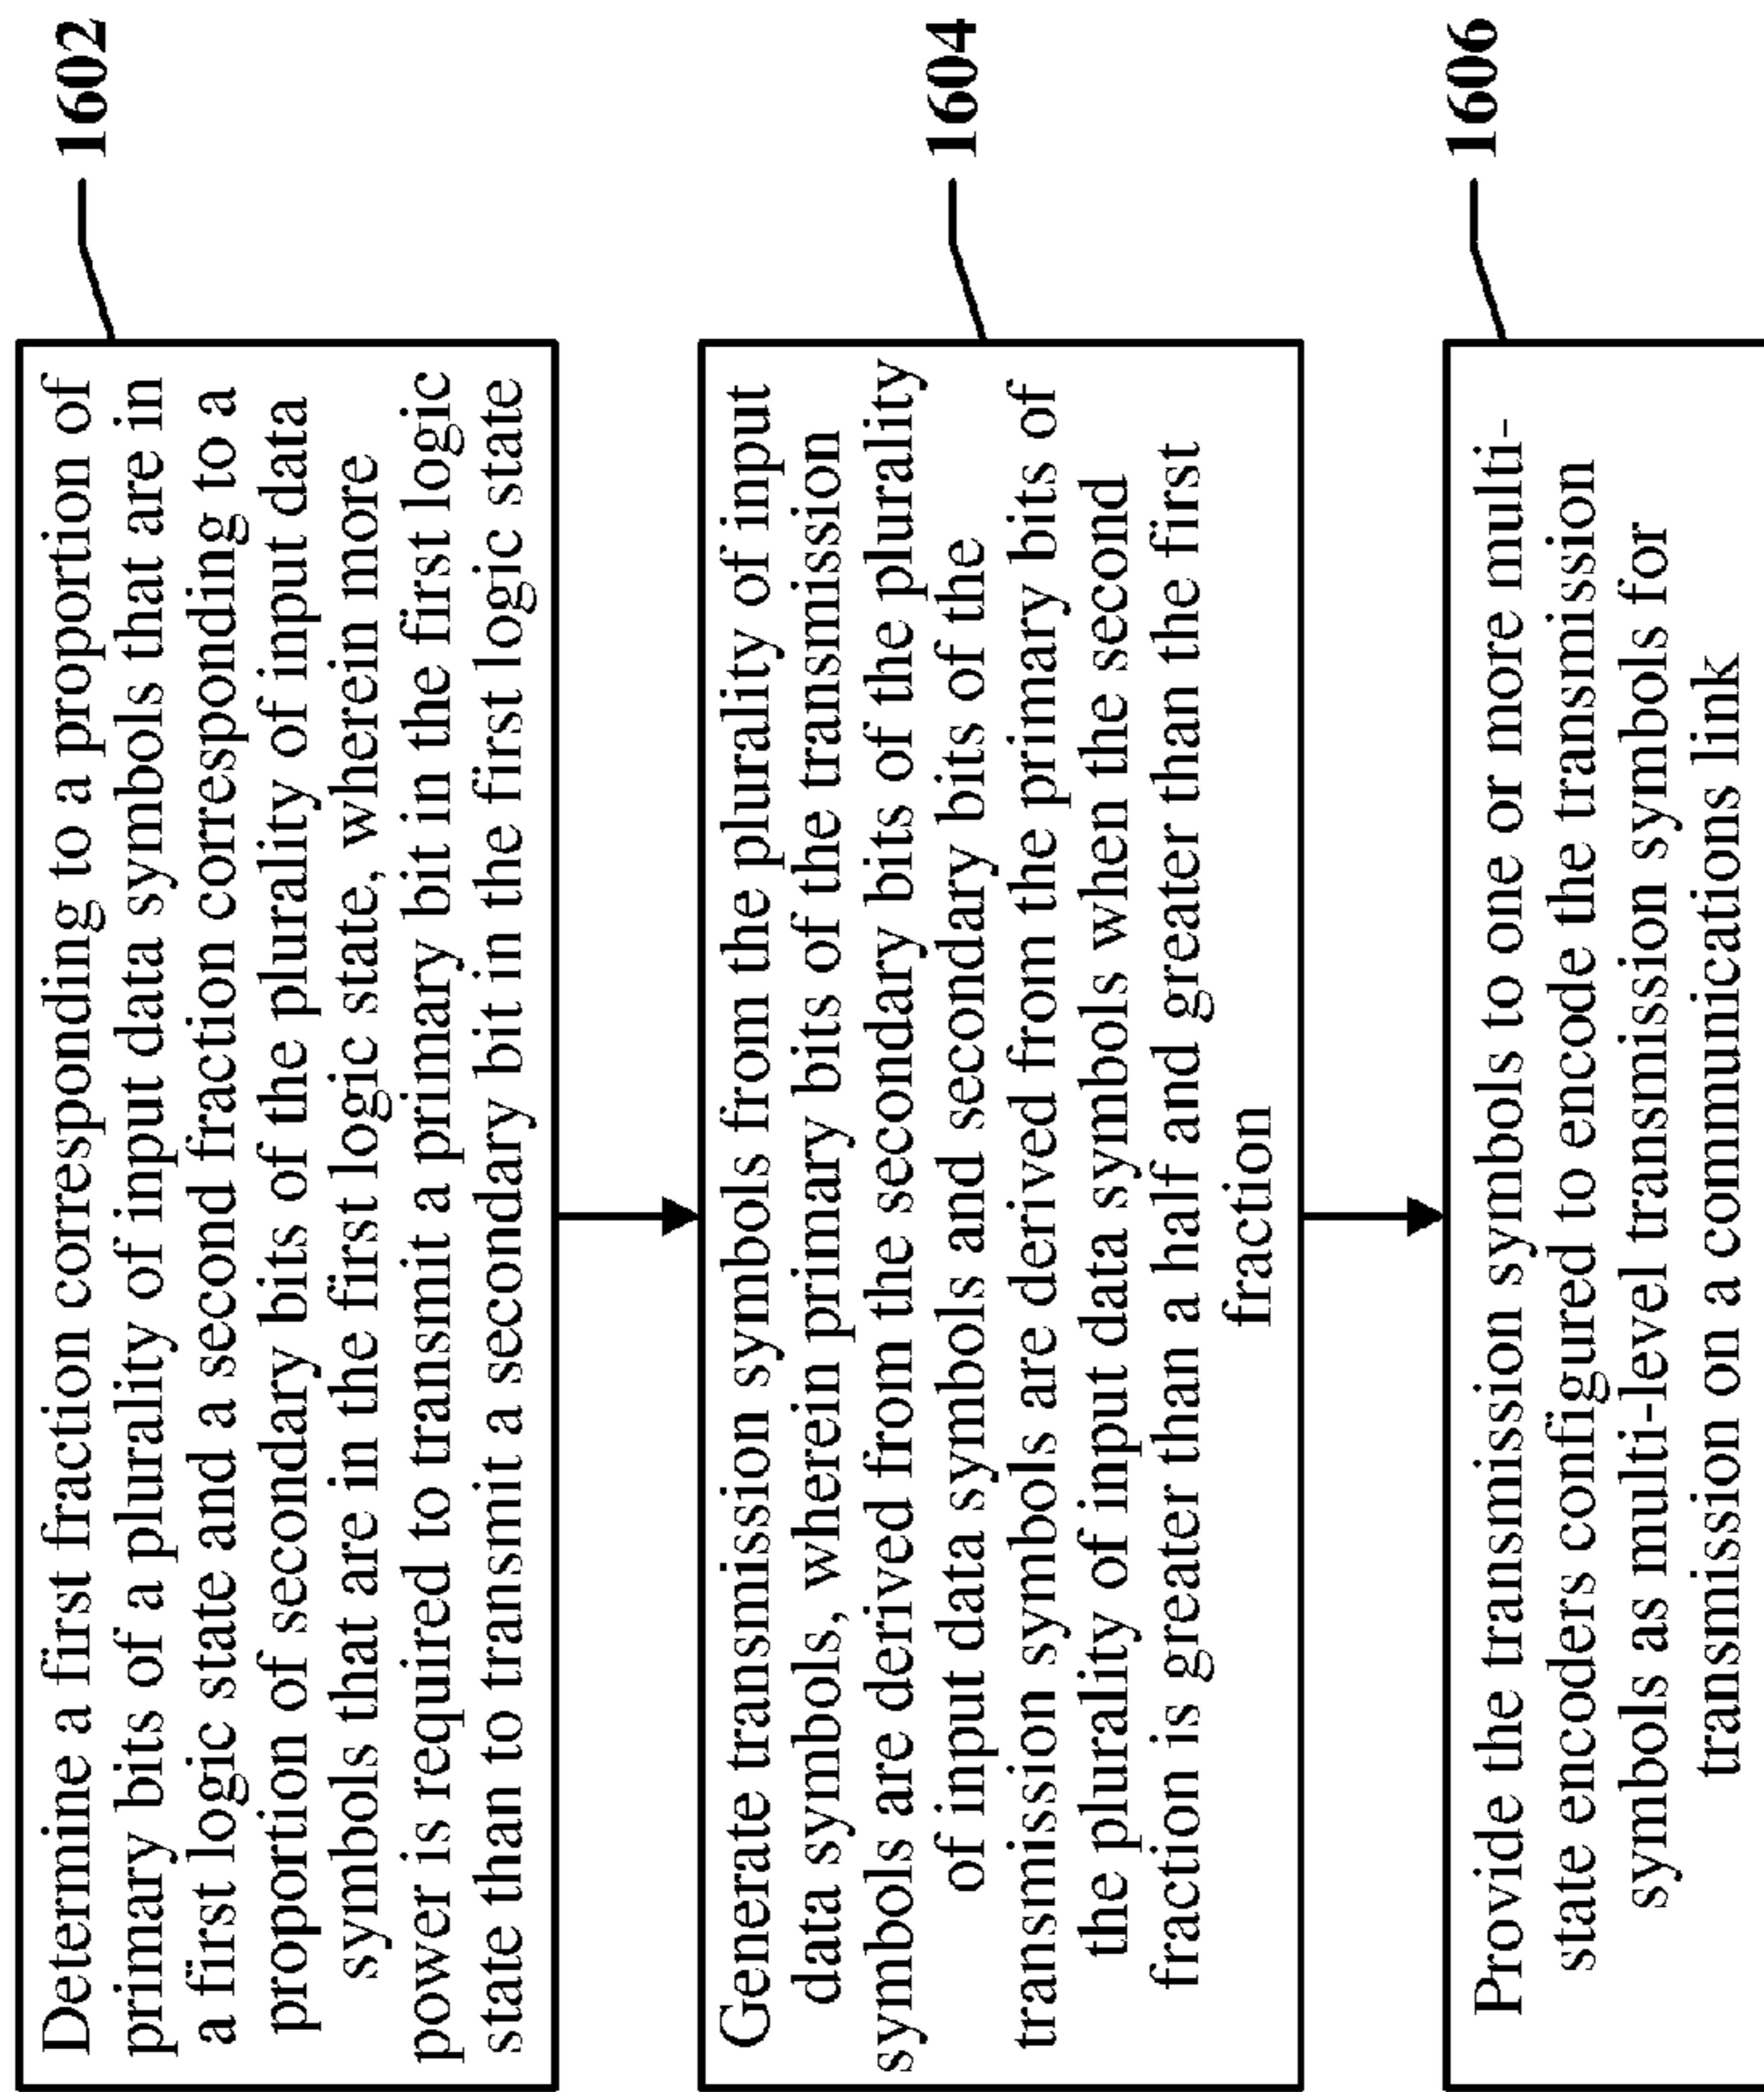 Determine a first fraction corresponding to a proportion of
primary bits of a plurality of input data symbols that are in
a first logic state and a second fraction corresponding to a
proportion of secondary bits of the plurality of input data
symbols that are in the first logic state, wherein more
power is required to transmit a primary bit in the first logic
state than to transmit a secondary bit in the first logic state
1602
Generate transmission symbols from the plurality of input
data symbols, wherein primary bits of the transmission
symbols are derived from the secondary bits of the plurality
of input data symbols and secondary bits of the
transmission symbols are derived from the primary bits of
the plurality of input data symbols when the second
fraction is greater than a half and greater than the first
fraction
1604
Provide the transmission symbols to one or more multi-
state encoders configured to encode the transmission
symbols as multi-level transmission symbols for
transmission on a communications link
1606